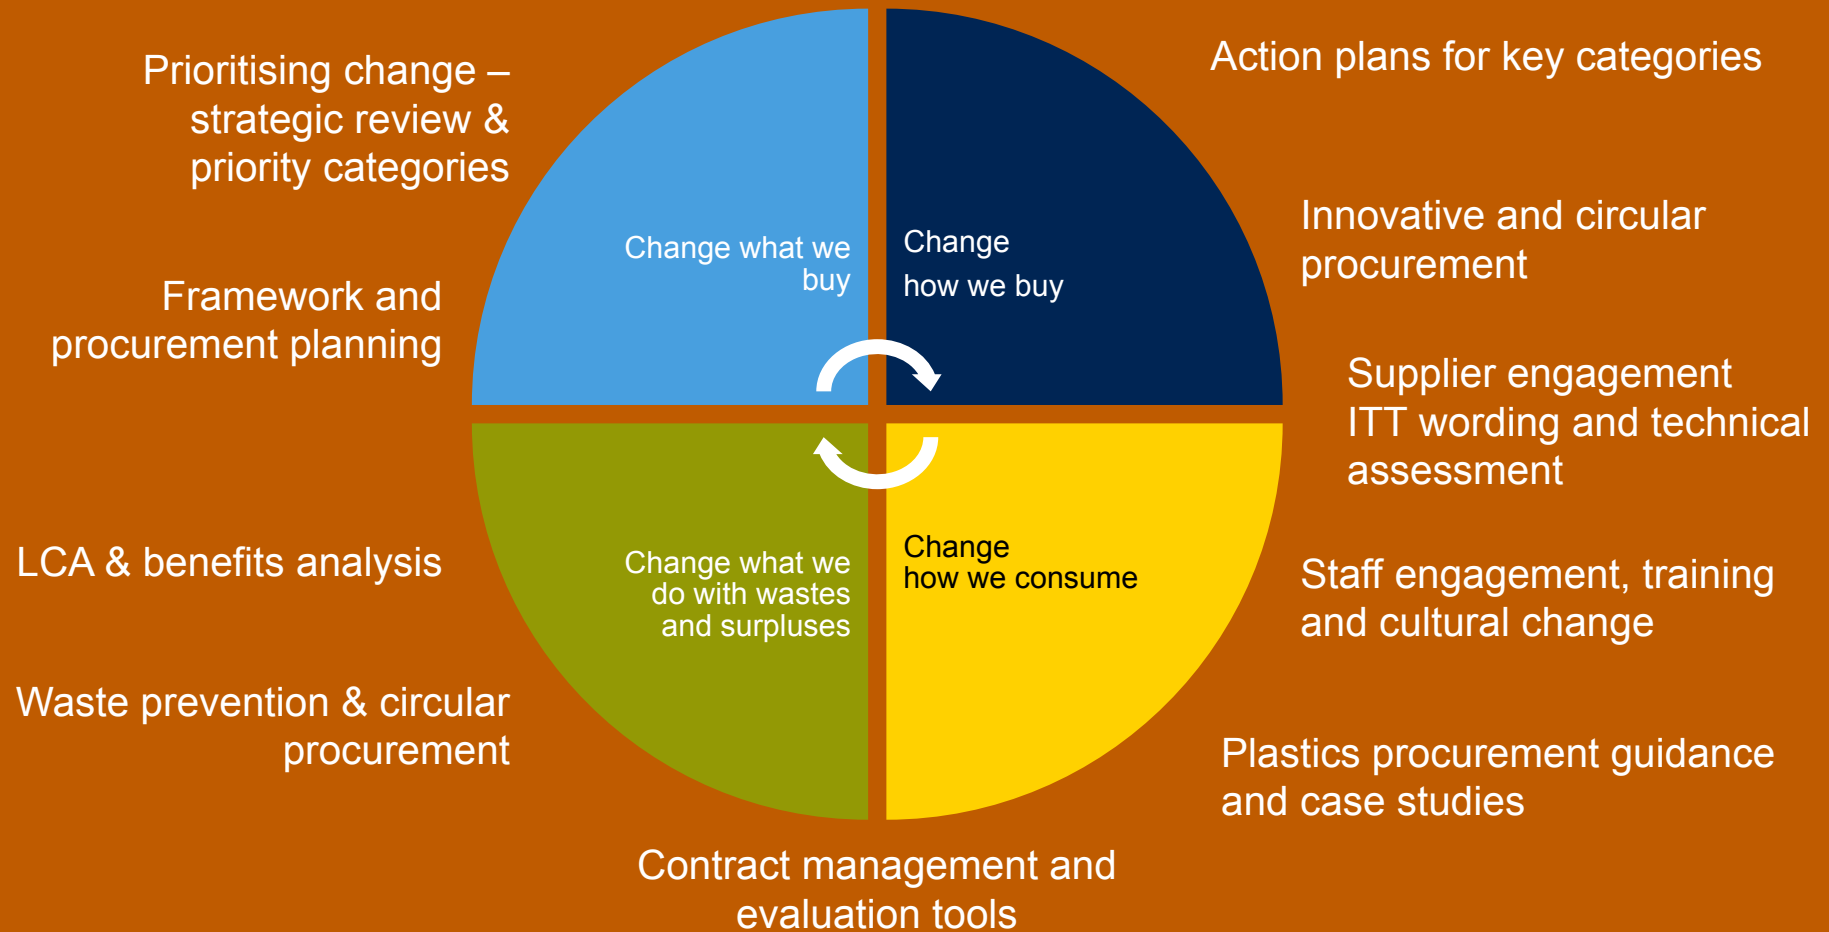 Prioritising change –
strategic review &
priority categories
Framework and
procurement planning
LCA & benefits analysis
Waste prevention & circular
procurement
Change what we
buy
Change
how we buy
Change what we
do with wastes
and surpluses
Change
how we consume
Action plans for key categories
Innovative and circular
procurement
Supplier engagement
ITT wording and technical
assessment
Staff engagement, training
and cultural change
Plastics procurement guidance
and case studies
Contract management and
evaluation tools